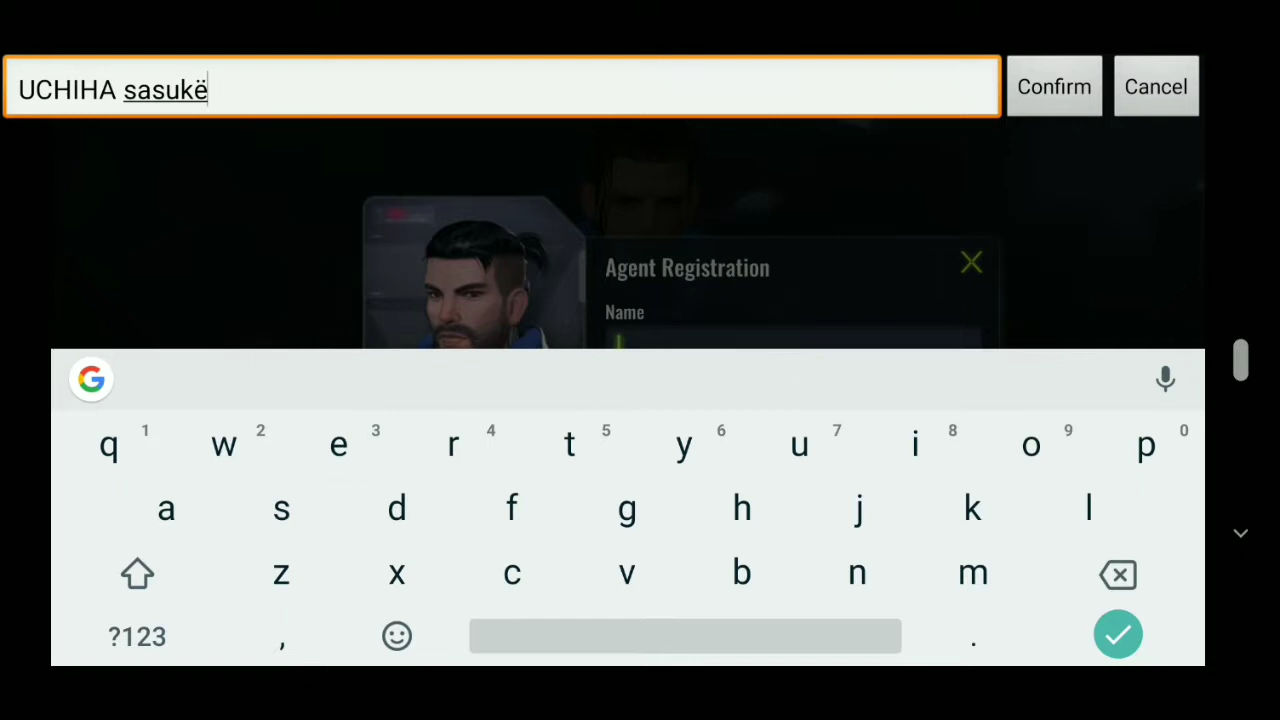 UCHIHA sasukë
Confirm
Cancel
Agent Registration
Name
G
q 1 w 2 e 3 r 4 t 5 y 6 u 7 i 8 o 9 p 0
a s d f g h j k l
z x c v b n m
?123 , .